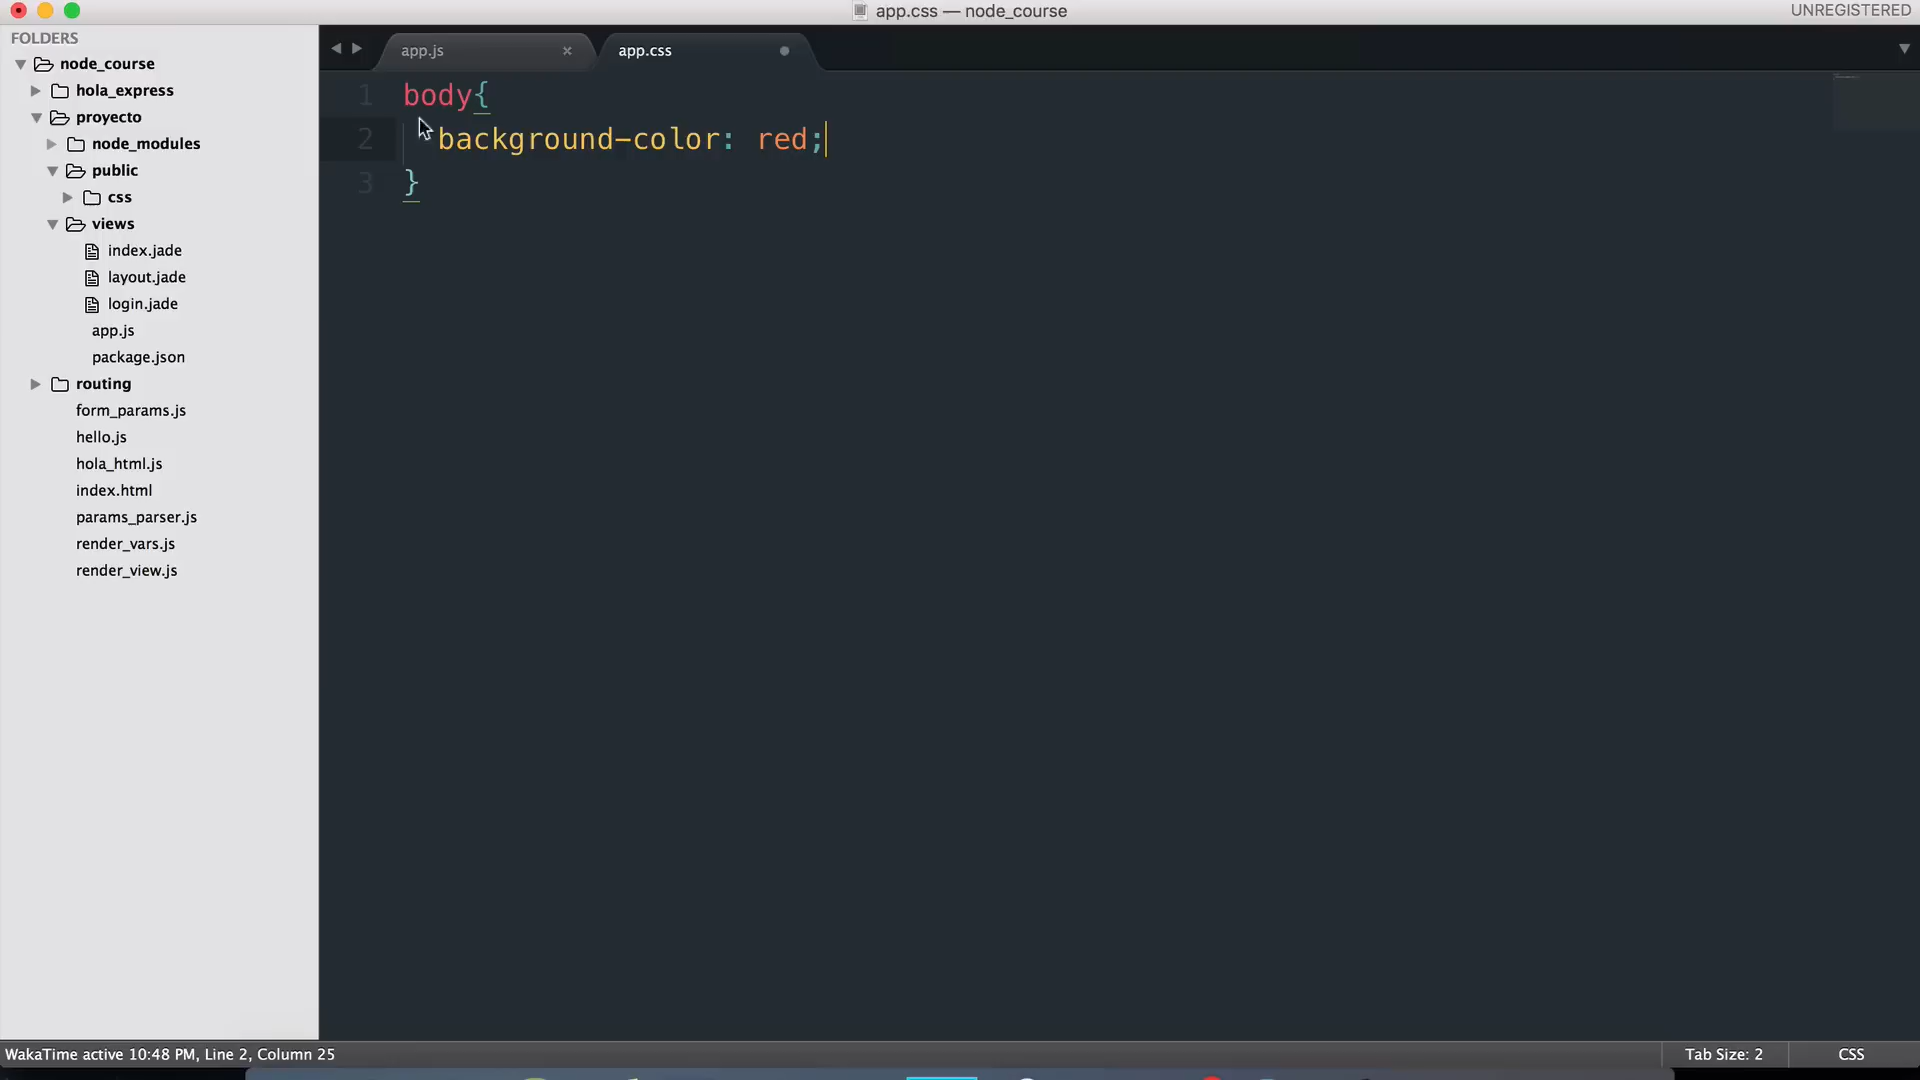 app.css — node_course
UNREGISTERED
FOLDERS
node_course
hola_express
proyecto
node_modules
public
css
views
index.jade
layout.jade
login.jade
app.js
package.json
routing
form_params.js
hello.js
hola_html.js
index.html
params_parser.js
render_vars.js
render_view.js
app.js
app.css
1 body{
2 background-color: red;
3 }
WakaTime active 10:48 PM, Line 2, Column 25
Tab Size: 2
CSS